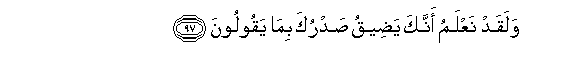 وَلَقَدْ نَعْلَمُ أَنَّكَ يَضِيقُ صَدْرُكَ بِمَا يَقُولُونَ ٩٧